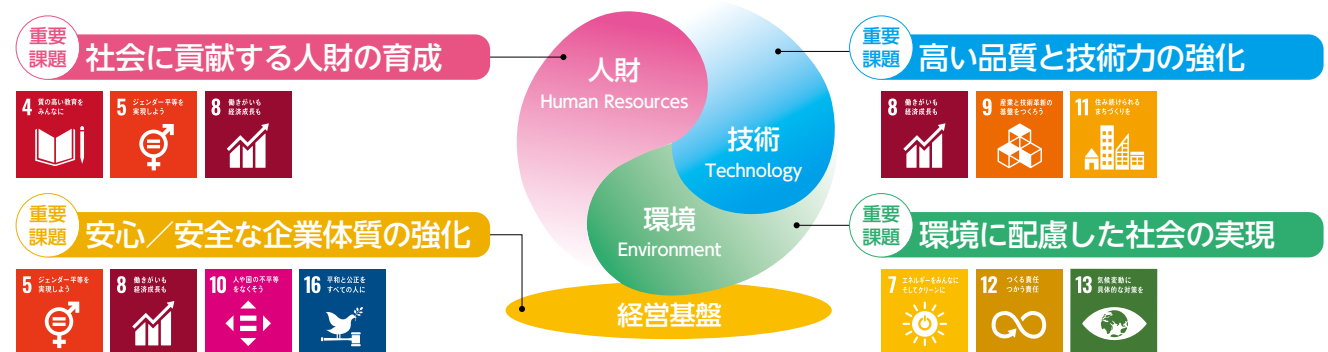 重要
課題
社会に貢献する人財の育成
4 質の高い教育を
みんなに
5 ジェンダー平等を
実現しよう
8 働きがいも
経済成長も
重要
課題
安心／安全な企業体質の強化
5 ジェンダー平等を
実現しよう
8 働きがいも
経済成長も
10 人や国の不平等
をなくそう
16 平和と公正を
すべての人に
人財
Human Resources
技術
Technology
環境
Environment
経営基盤
重要
課題
高い品質と技術力の強化
8 働きがいも
経済成長も
9 産業と技術革新の
基盤をつくろう
11 住み続けられる
まちづくりを
重要
課題
環境に配慮した社会の実現
7 エネルギーをみんなに
そしてクリーンに
12 つくる責任
つかう責任
13 気候変動に
具体的な対策を